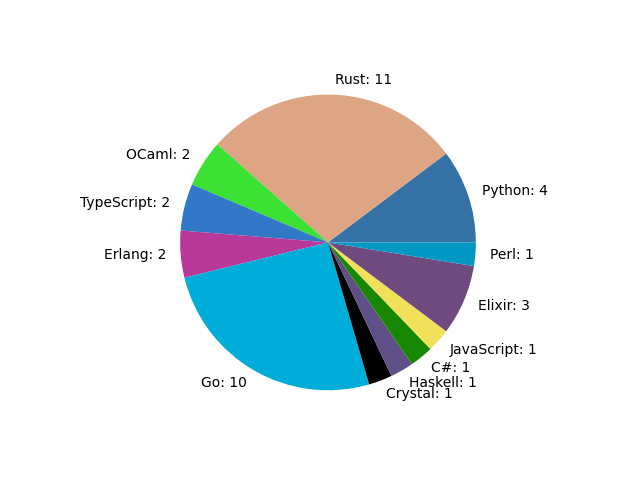 Rust: 11
OCaml: 2
Python: 4
TypeScript: 2
Erlang: 2
Perl: 1
Elixir: 3
JavaScript: 1
C#: 1
Go: 10
Haskell: 1
Crystal: 1